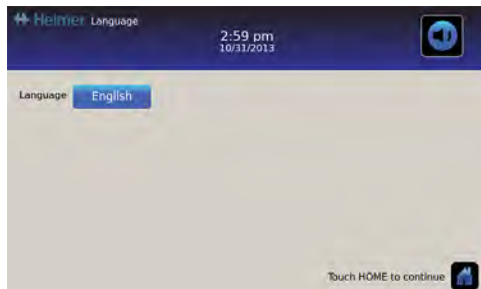 Helmer Language
2:59 pm
10/31/2013
Language English
Touch HOME to continue